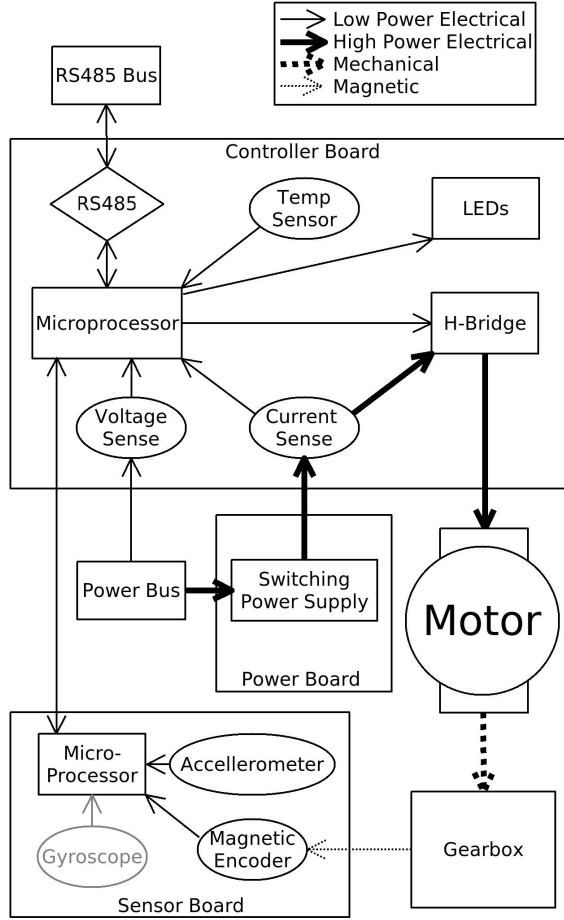 Low Power Electrical
High Power Electrical
Mechanical
Magnetic
RS485 Bus
Controller Board
RS485
Temp
Sensor
LEDs
Microprocessor
H-Bridge
Voltage
Sense
Current
Sense
Power Bus
Switching
Power Supply
Power Board
Motor
Micro-
Processor
Accellerometer
Gyroscope
Magnetic
Encoder
Gearbox
Sensor Board